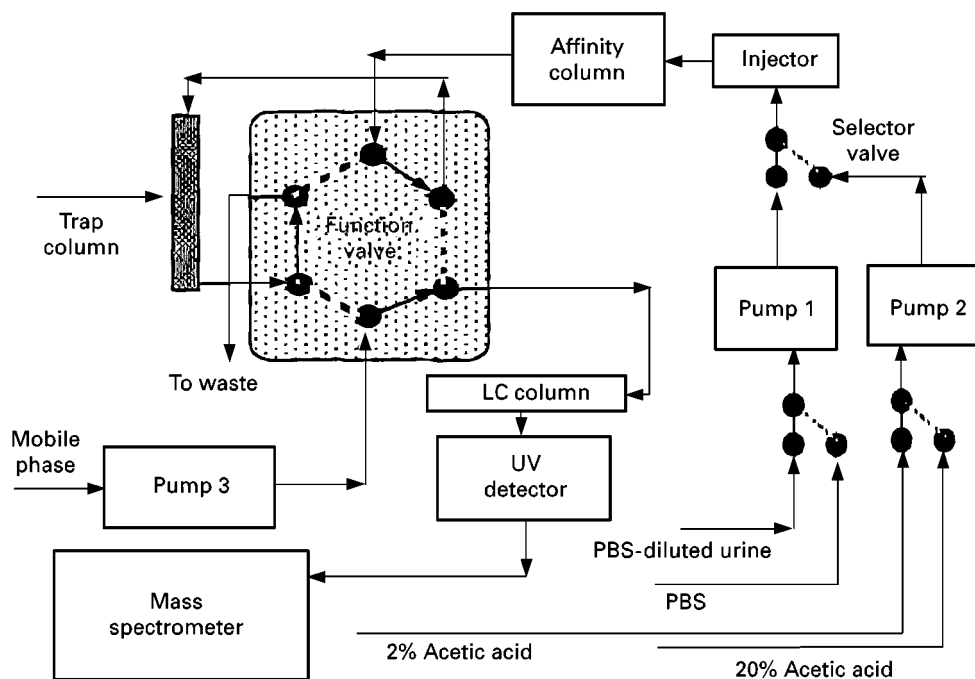 Affinity
column
Injector
Selector
valve
Trap
column
Function
valve
Pump 1
Pump 2
To waste
LC column
Mobile
phase
Pump 3
UV
detector
PBS-diluted urine
Mass
spectrometer
PBS
2% Acetic acid
20% Acetic acid